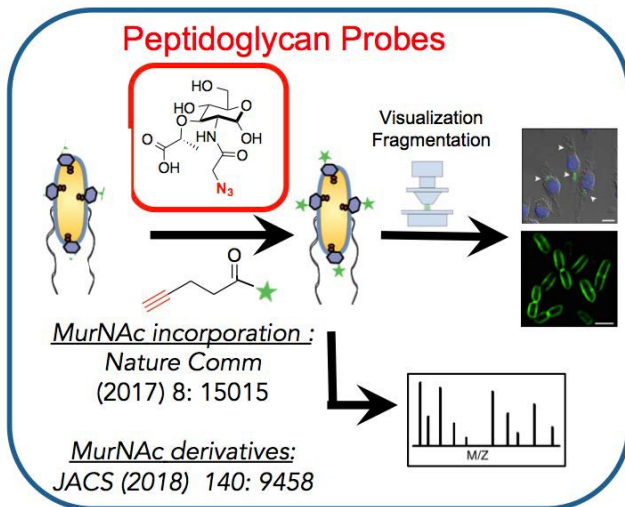 Peptidoglycan Probes
HO
HO
O
O
OH
HN
O
OH
O
N3
Visualization
Fragmentation
O
MurNAc incorporation :
Nature Comm
(2017) 8: 15015
M/Z
MurNAc derivatives:
JACS (2018) 140: 9458